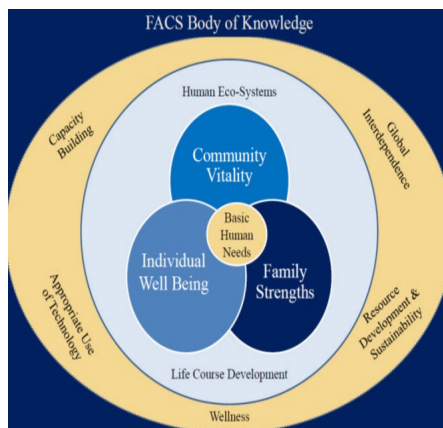 FACS Body of Knowledge
Human Eco-Systems
Capacity
Building
Global
Interdependence
Community
Vitality
Basic
Human
Needs
Individual
Well Being
Family
Strengths
Appropriate Use
of Technology
Resource
Development &
Sustainability
Life Course Development
Wellness